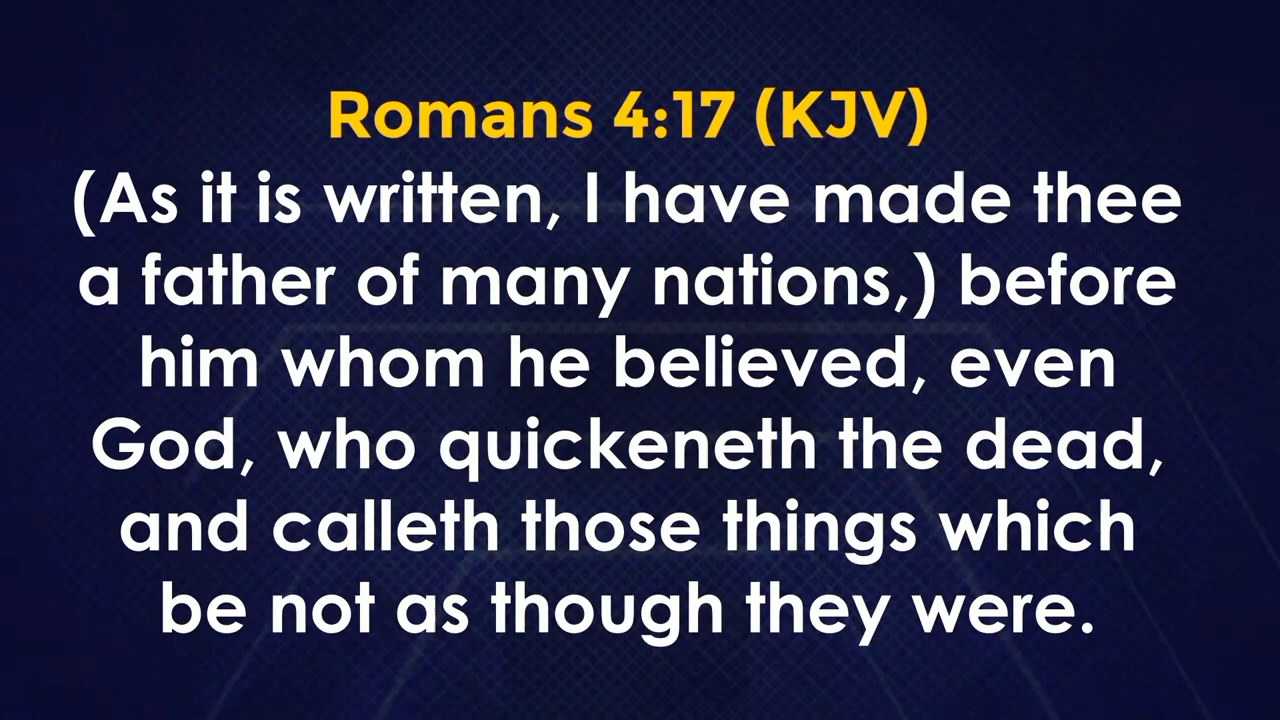 Romans 4:17 (KJV)
(As it is written, I have made thee
a father of many nations,) before
him whom he believed, even
God, who quickeneth the dead,
and calleth those things which
be not as though they were.